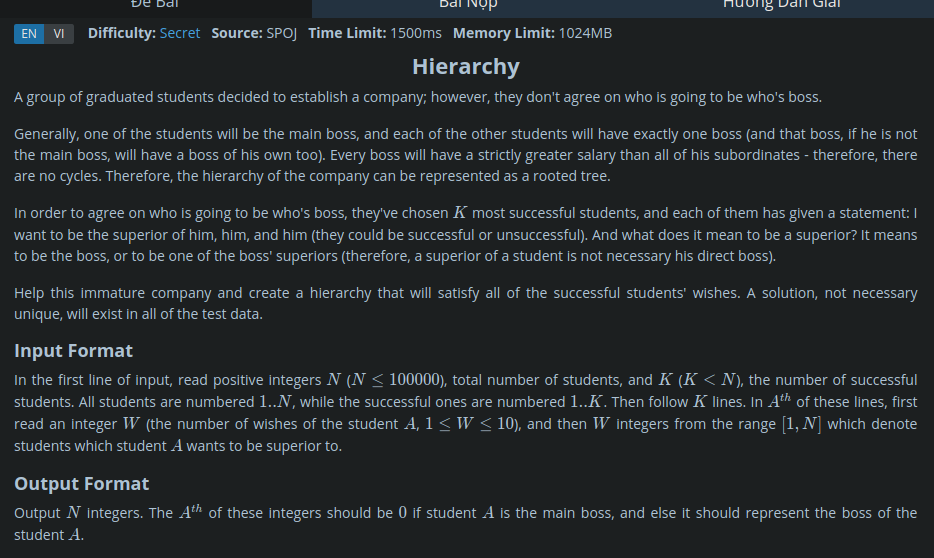 Đề Bài Bài Nộp Hướng Dẫn Giải
EN VI Difficulty: Secret Source: SPOJ Time Limit: 1500ms Memory Limit: 1024MB
Hierarchy
A group of graduated students decided to establish a company; however, they don't agree on who is going to be who's boss.
Generally, one of the students will be the main boss, and each of the other students will have exactly one boss (and that boss, if he is not
the main boss, will have a boss of his own too). Every boss will have a strictly greater salary than all of his subordinates - therefore, there
are no cycles. Therefore, the hierarchy of the company can be represented as a rooted tree.
In order to agree on who is going to be who's boss, they've chosen K most successful students, and each of them has given a statement: I
want to be the superior of him, him, and him (they could be successful or unsuccessful). And what does it mean to be a superior? It means
to be the boss, or to be one of the boss' superiors (therefore, a superior of a student is not necessary his direct boss).
Help this immature company and create a hierarchy that will satisfy all of the successful students' wishes. A solution, not necessary
unique, will exist in all of the test data.
Input Format
In the first line of input, read positive integers N (N ≤ 100000), total number of students, and K (K < N), the number of successful
students. All students are numbered 1..N, while the successful ones are numbered 1..K. Then follow K lines. In Aᵗʰ of these lines, first
read an integer W (the number of wishes of the student A, 1 ≤ W ≤ 10), and then W integers from the range [1, N] which denote
students which student A wants to be superior to.
Output Format
Output N integers. The Aᵗʰ of these integers should be 0 if student A is the main boss, and else it should represent the boss of the
student A.